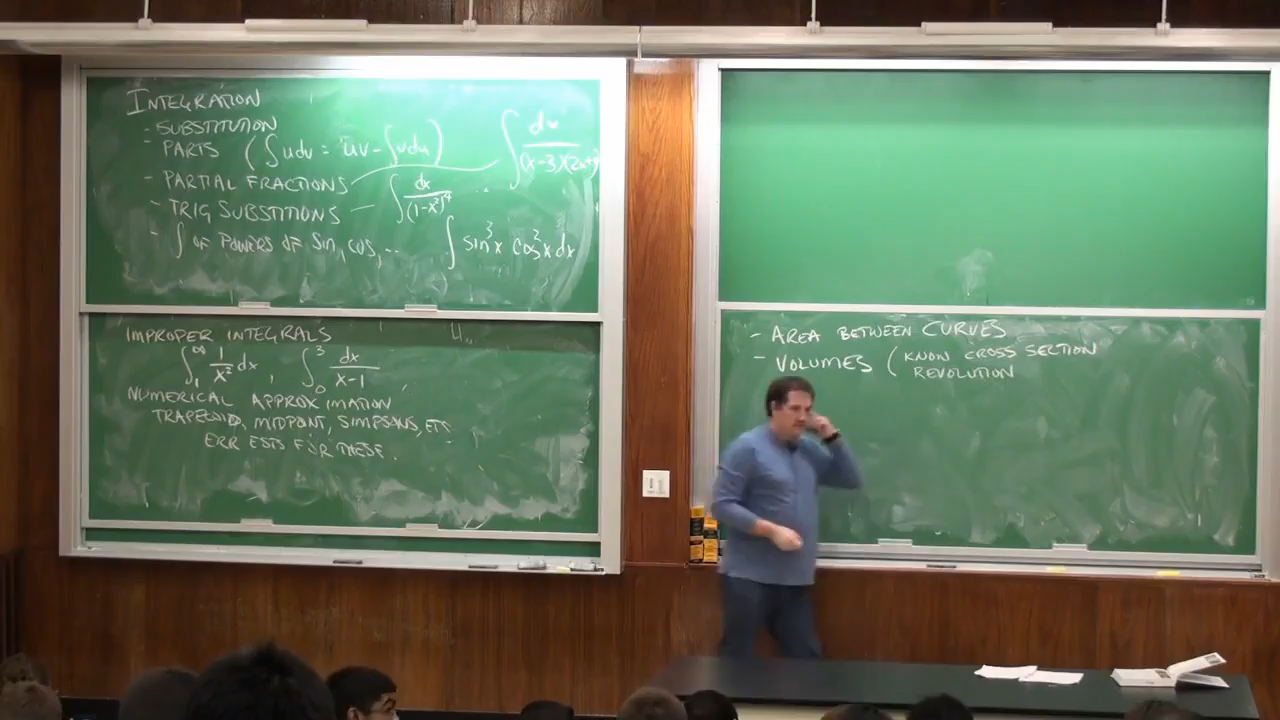 INTEGRATION
- SUBSTITUTION
- PARTS (∫udv = uv - ∫vdu)
- PARTIAL FRACTIONS ∫ dx/(x-3)(2x+
- TRIG SUBSTITIONS — ∫ dx/(1-x²)^4 ...
- ∫ OF POWERS OF SIN, COS, ... ∫ sin³x cos²x dx
IMPROPER INTEGRALS
∫₁^∞ 1/x² dx , ∫₀³ dx/x-1
NUMERICAL APPROXIMATION
TRAPEZOID, MIDPOINT, SIMPSONS, ETC
ERR ESTS FOR THESE.
- AREA BETWEEN CURVES
- VOLUMES (KNOW CROSS SECTION
REVOLUTION